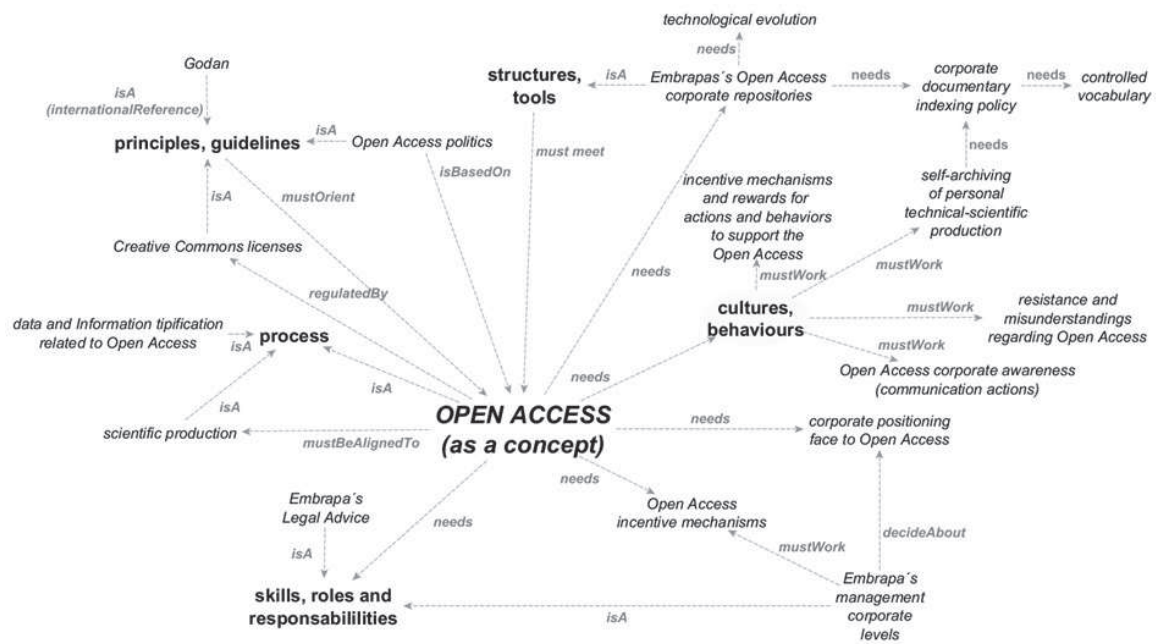 technological evolution
needs
Godan
isA
(internationalReference)
structures,
tools
isA
Embrapas´s Open Access
corporate repositories
needs
corporate
documentary
indexing policy
needs
controlled
vocabulary
principles, guidelines
isA
Open Access politics
must meet
isBasedOn
needs
incentive mechanisms
and rewards for
actions and behaviors
to support the
Open Access
self-archiving
of personal
technical-scientific
production
isA
mustOrient
Creative Commons licenses
needs
mustWork
mustWork
regulatedBy
cultures,
behaviours
mustWork
resistance and
misunderstandings
regarding Open Access
data and Information tipification
related to Open Access
isA
process
mustWork
Open Access corporate awareness
(communication actions)
isA
needs
isA
scientific production
mustBeAlignedTo
OPEN ACCESS
(as a concept)
needs
corporate positioning
face to Open Access
needs
Embrapa´s
Legal Advice
needs
Open Access
incentive mechanisms
decideAbout
isA
mustWork
skills, roles and
responsabililities
isA
Embrapa´s
management
corporate
levels